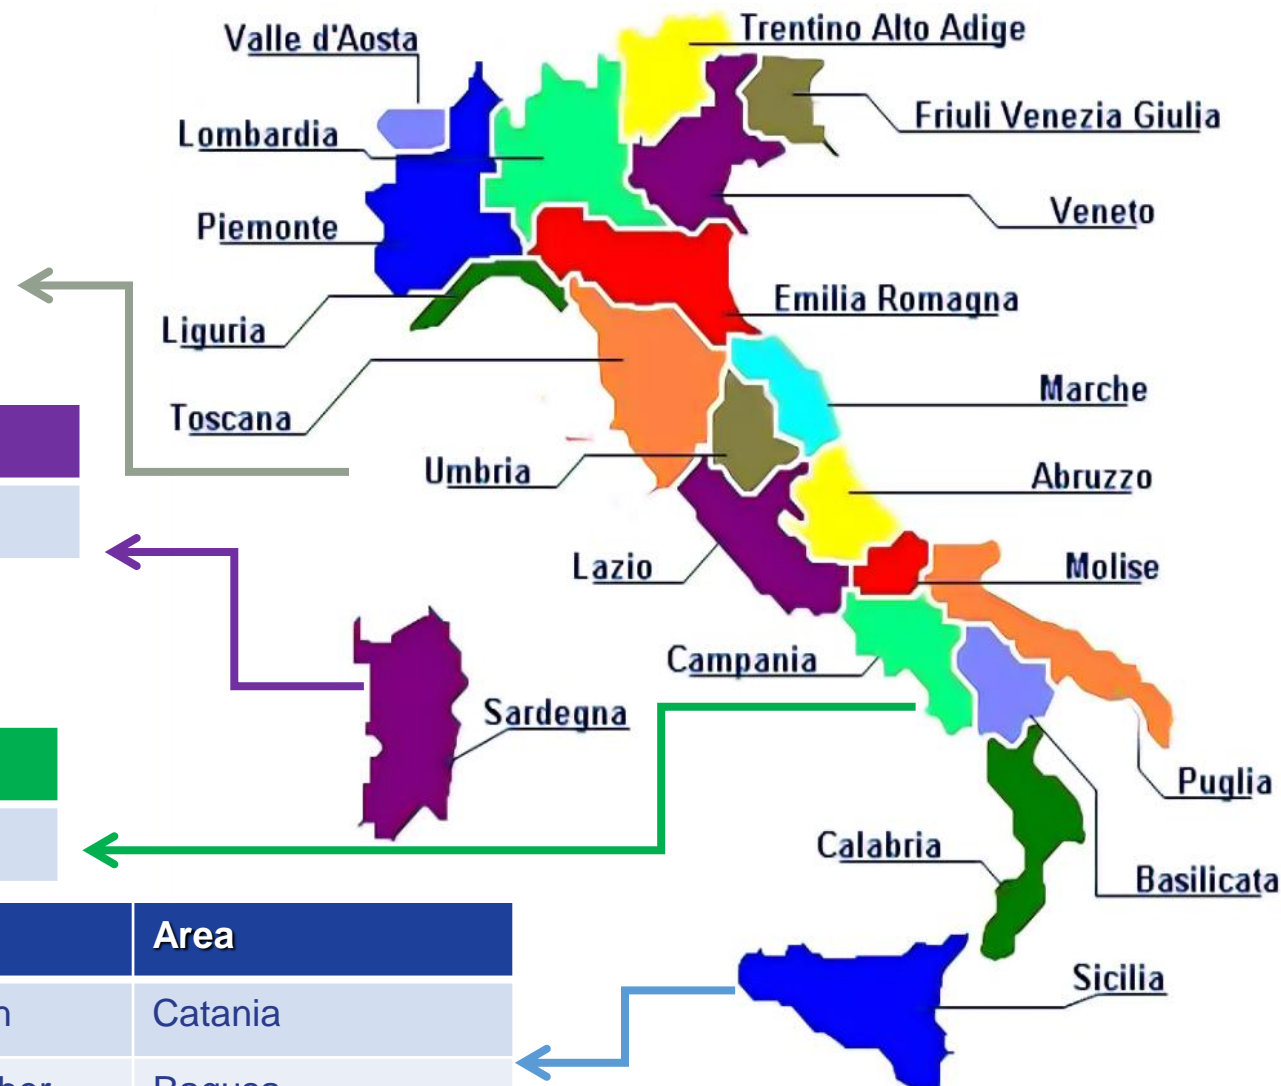 Trentino Alto Adige
Valle d'Aosta
Friuli Venezia Giulia
Lombardia
Veneto
Piemonte
Emilia Romagna
Liguria
Marche
Toscana
Umbria
Abruzzo
Lazio
Molise
Campania
Sardegna
Puglia
Calabria
Basilicata
Area
Sicilia
Catania
Ragusa